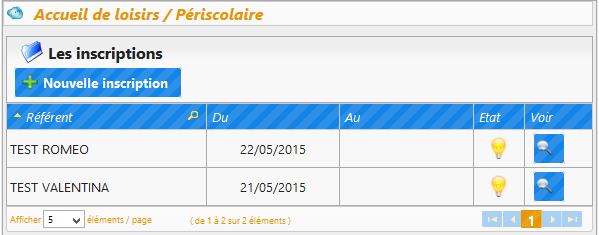 Accueil de loisirs / Périscolaire
Les inscriptions
Nouvelle inscription
Référent Du Au Etat Voir
TEST ROMEO 22/05/2015
TEST VALENTINA 21/05/2015
Afficher 5 éléments / page ( de 1 à 2 sur 2 éléments ) 1